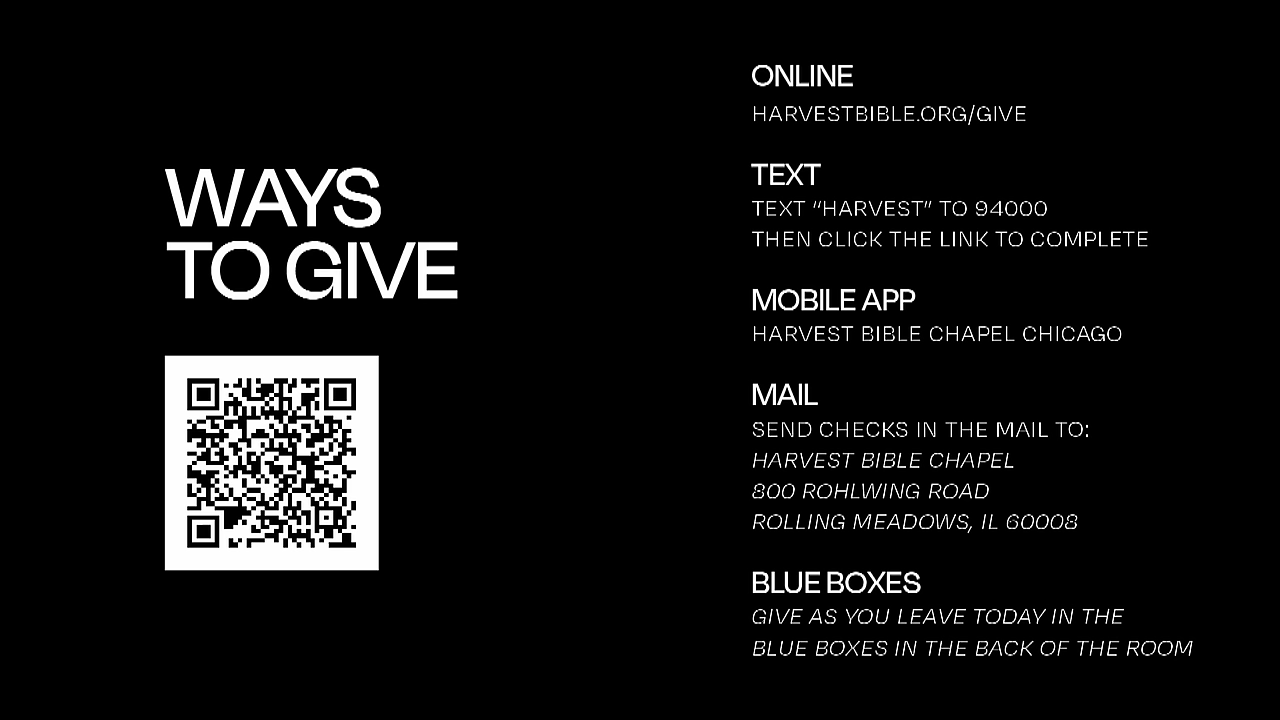 WAYS
TO GIVE
ONLINE
HARVESTBIBLE.ORG/GIVE
TEXT
TEXT “HARVEST” TO 94000
THEN CLICK THE LINK TO COMPLETE
MOBILE APP
HARVEST BIBLE CHAPEL CHICAGO
MAIL
SEND CHECKS IN THE MAIL TO:
HARVEST BIBLE CHAPEL
800 ROHLWING ROAD
ROLLING MEADOWS, IL 60008
BLUE BOXES
GIVE AS YOU LEAVE TODAY IN THE
BLUE BOXES IN THE BACK OF THE ROOM